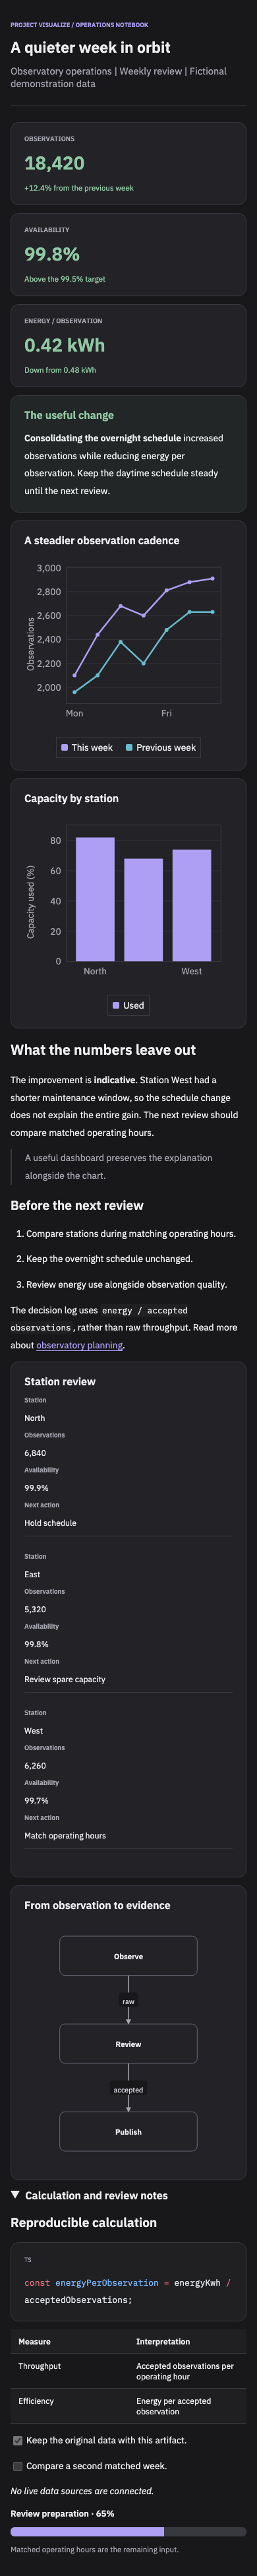 PROJECT VISUALIZE / OPERATIONS NOTEBOOK
A quieter week in orbit
Observatory operations | Weekly review | Fictional
demonstration data
OBSERVATIONS
18,420
+12.4% from the previous week
AVAILABILITY
99.8%
Above the 99.5% target
ENERGY / OBSERVATION
0.42 kWh
Down from 0.48 kWh
The useful change
Consolidating the overnight schedule increased
observations while reducing energy per
observation. Keep the daytime schedule steady
until the next review.
A steadier observation cadence
Observations
3,000
2,800
2,600
2,400
2,200
2,000
Mon
Fri
This week
Previous week
Capacity by station
Capacity used (%)
80
60
40
20
0
North
West
Used
What the numbers leave out
The improvement is indicative. Station West had a
shorter maintenance window, so the schedule change
does not explain the entire gain. The next review should
compare matched operating hours.
A useful dashboard preserves the explanation
alongside the chart.
Before the next review
1. Compare stations during matching operating hours.
2. Keep the overnight schedule unchanged.
3. Review energy use alongside observation quality.
The decision log uses energy / accepted
observations, rather than raw throughput. Read more
about observatory planning.
Station review
Station
North
Observations
6,840
Availability
99.9%
Next action
Hold schedule
Station
East
Observations
5,320
Availability
99.8%
Next action
Review spare capacity
Station
West
Observations
6,260
Availability
99.7%
Next action
Match operating hours
From observation to evidence
Observe
raw
Review
accepted
Publish
Calculation and review notes
Reproducible calculation
TS
const energyPerObservation = energyKwh /
acceptedObservations;
Measure
Interpretation
Throughput
Accepted observations per
operating hour
Efficiency
Energy per accepted
observation
Keep the original data with this artifact.
Compare a second matched week.
No live data sources are connected.
Review preparation · 65%
Matched operating hours are the remaining input.